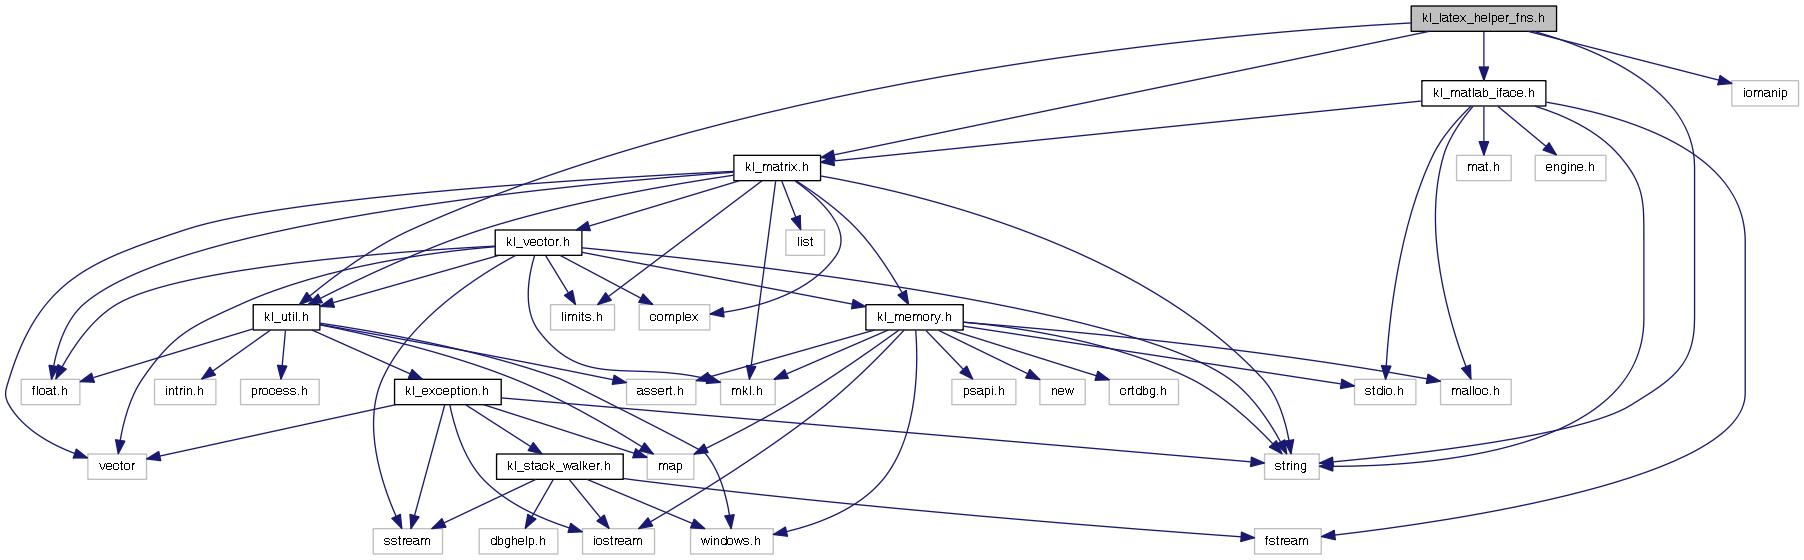 kl_latex_helper_fns.h
kl_matlab_iface.h
iomanip
kl_matrix.h
mat.h
engine.h
kl_vector.h
list
kl_util.h
limits.h
complex
kl_memory.h
float.h
intrin.h
process.h
kl_exception.h
assert.h
mkl.h
psapi.h
new
crtdbg.h
stdio.h
malloc.h
vector
kl_stack_walker.h
map
string
sstream
dbghelp.h
iostream
windows.h
fstream